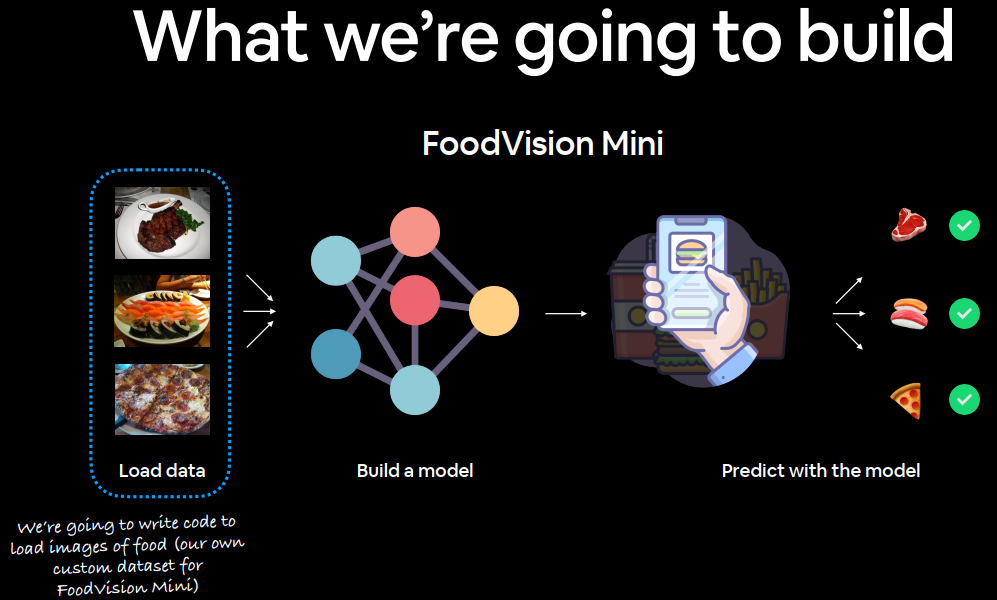 What we’re going to build
FoodVision Mini
Load data
Build a model
Predict with the model
We’re going to write code to
load images of food (our own
custom dataset for
FoodVision Mini)